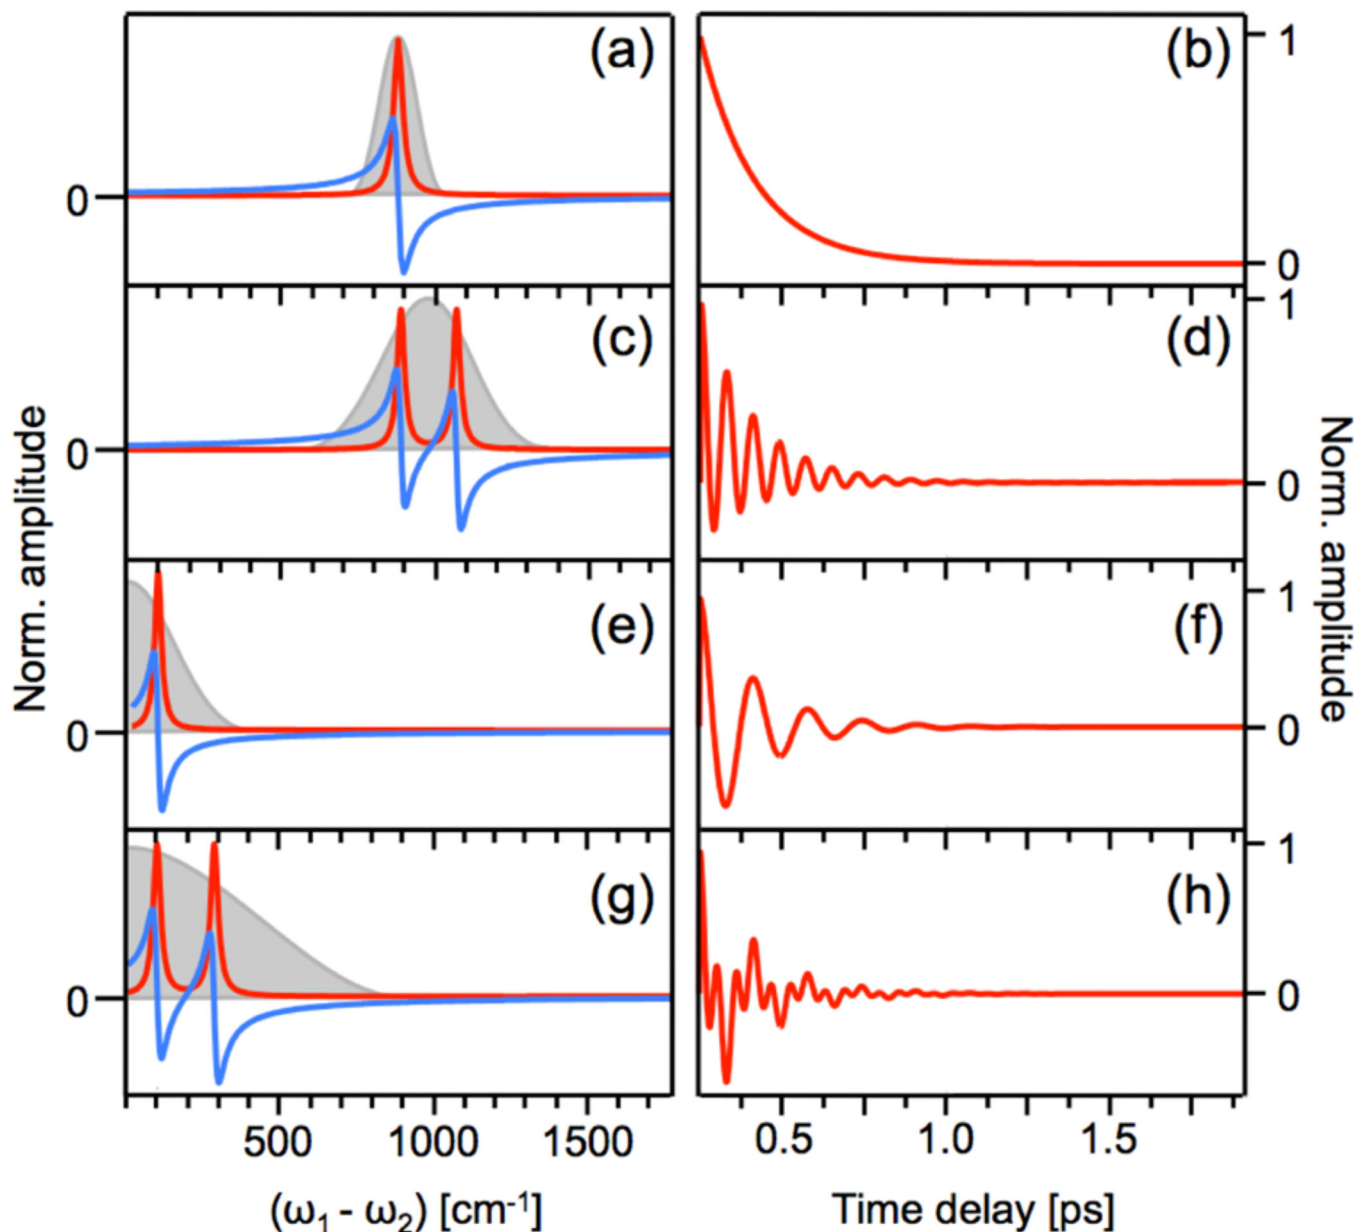 (a)
(b)
1
0
0
(c)
(d)
1
0
0
(e)
(f)
1
0
0
(g)
(h)
1
0
0
Norm. amplitude
Norm. amplitude
500 1000 1500
0.5 1.0 1.5
(ω₁ - ω₂) [cm⁻¹]
Time delay [ps]